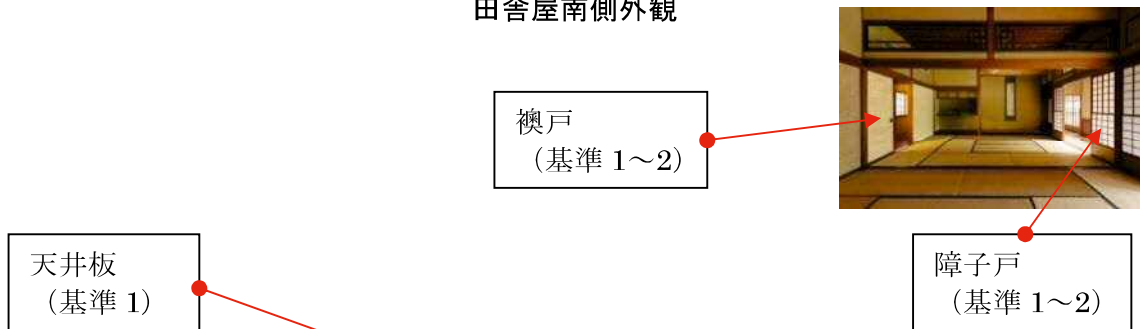 田舎屋南側外観
襖戸
（基準 1～2）
天井板
（基準 1）
障子戸
（基準 1～2）